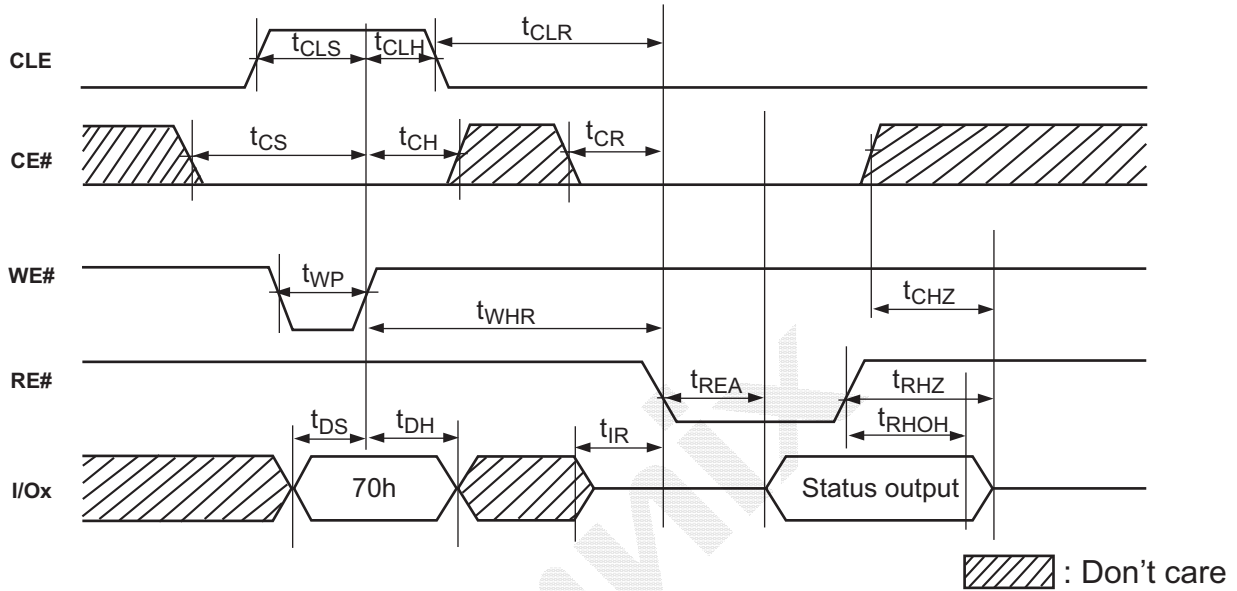 CLE
tCLS
tCLH
tCLR
CE#
tCS
tCH
tCR
WE#
tWP
tWHR
tCHZ
RE#
tREA
tRHZ
tRHOH
tDS
tDH
tIR
I/Ox
70h
Status output
: Don't care